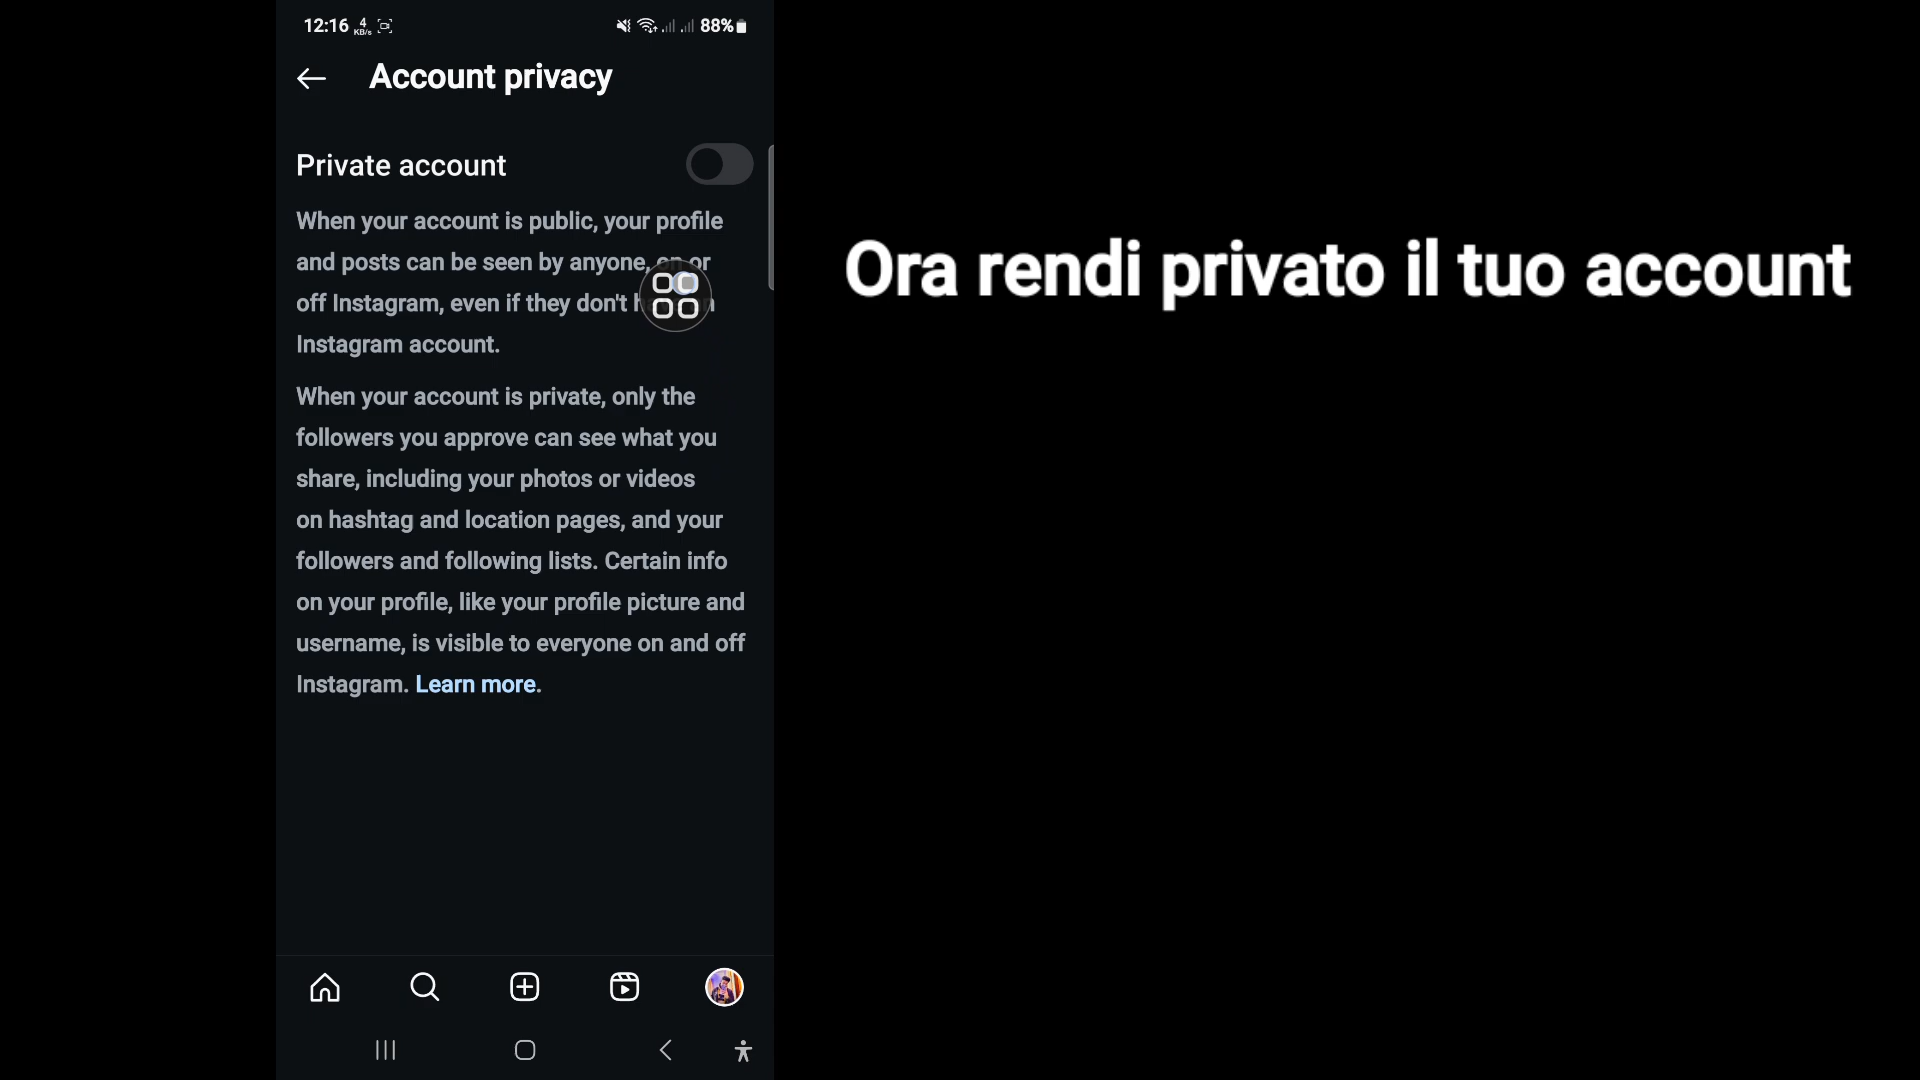 12:16 4 KB/s 88%
Account privacy
Private account
When your account is public, your profile
and posts can be seen by anyone, on or
off Instagram, even if they don't
Instagram account.
When your account is private, only the
followers you approve can see what you
share, including your photos or videos
on hashtag and location pages, and your
followers and following lists. Certain info
on your profile, like your profile picture and
username, is visible to everyone on and off
Instagram. Learn more.
Ora rendi privato il tuo account